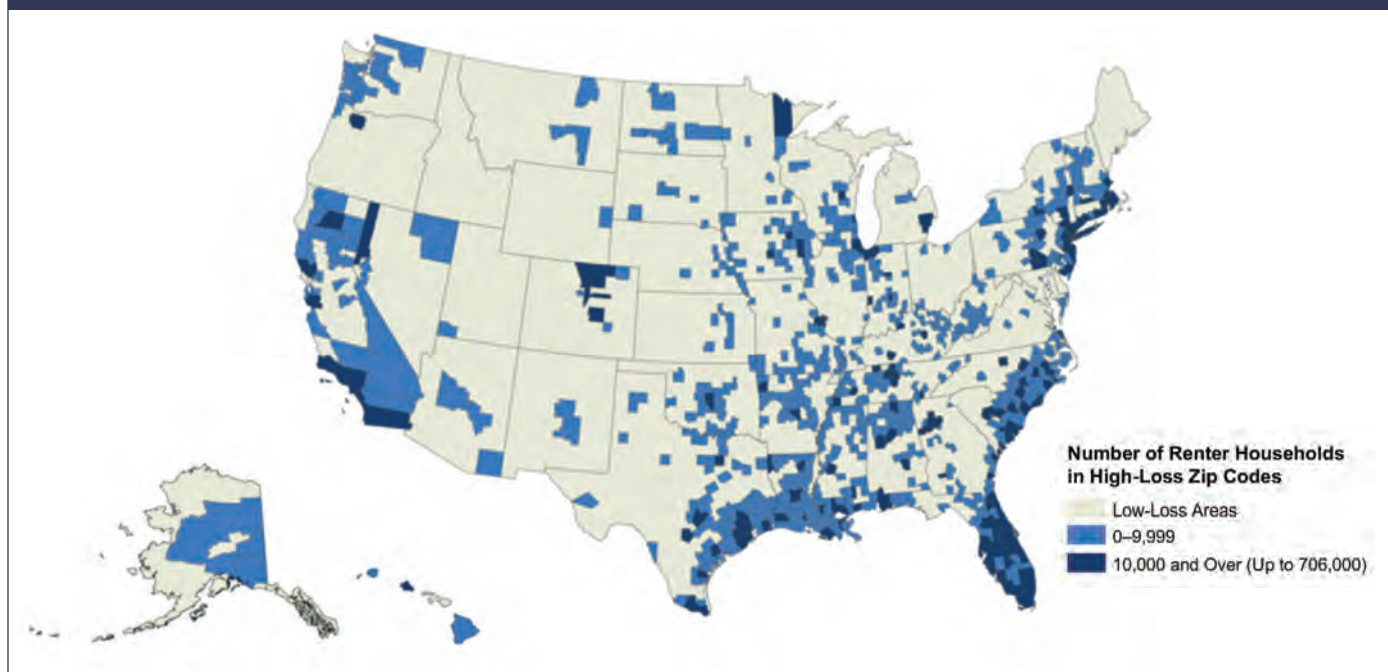 Number of Renter Households
in High-Loss Zip Codes
Low-Loss Areas
0–9,999
10,000 and Over (Up to 706,000)